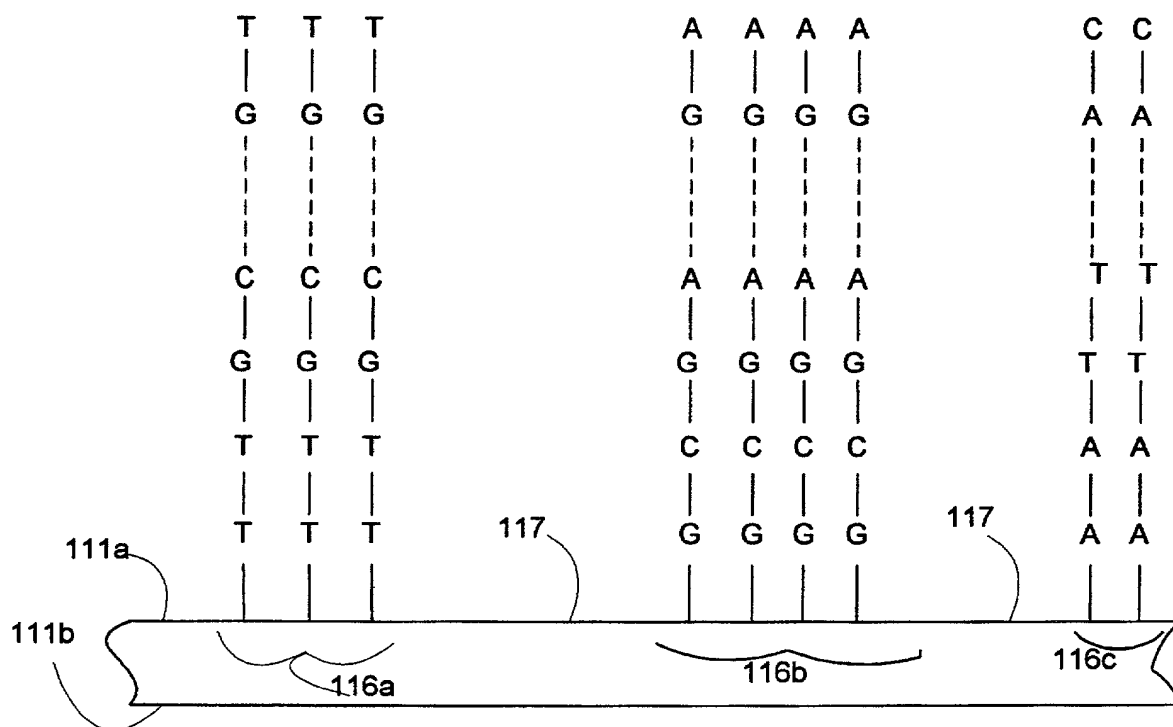 T T T A A A A C C
G G G G G G G A A
C C C A A A A T T
G G G G G G G T T
T T T C C C C A A
T T T G G G G A A
111a 117 117
111b
116a 116b 116c